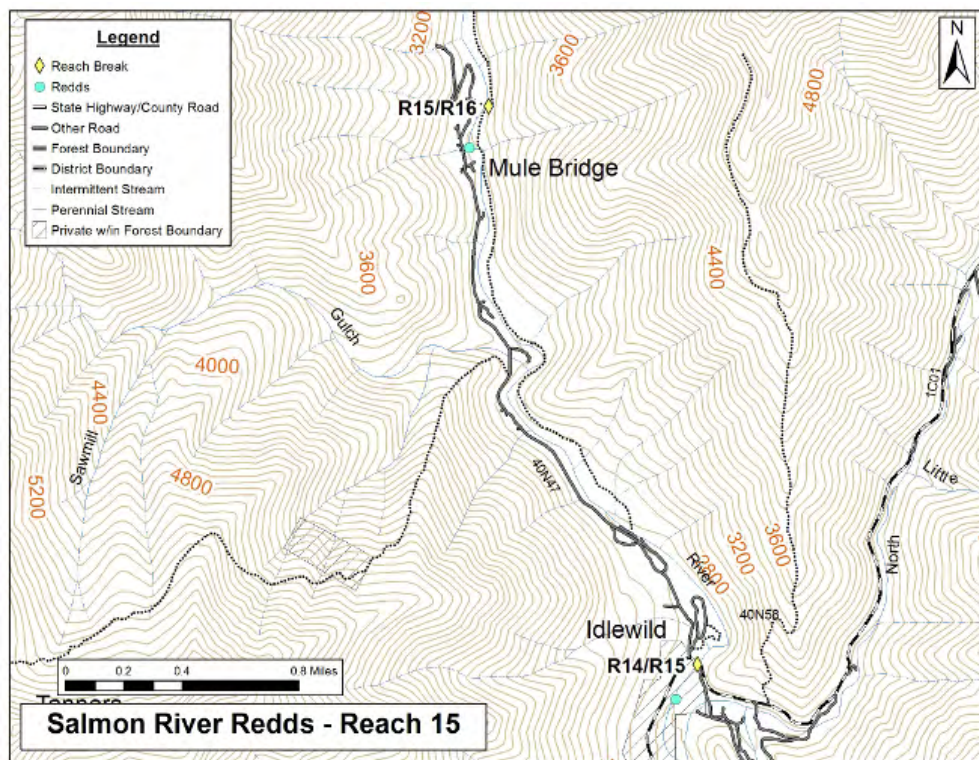 Legend
Reach Break
Redds
State Highway/County Road
Other Road
Forest Boundary
District Boundary
Intermittent Stream
Perennial Stream
Private w/in Forest Boundary
N
3200
3600
4800
R15/R16
Mule Bridge
4400
3600
Gulch
4000
4400
Sawmill
4800
5200
1C01
Little
North
40N47
River
2800
3200
3600
40N58
Idlewild
R14/R15
0 0.2 0.4 0.8 Miles
Salmon River Redds - Reach 15